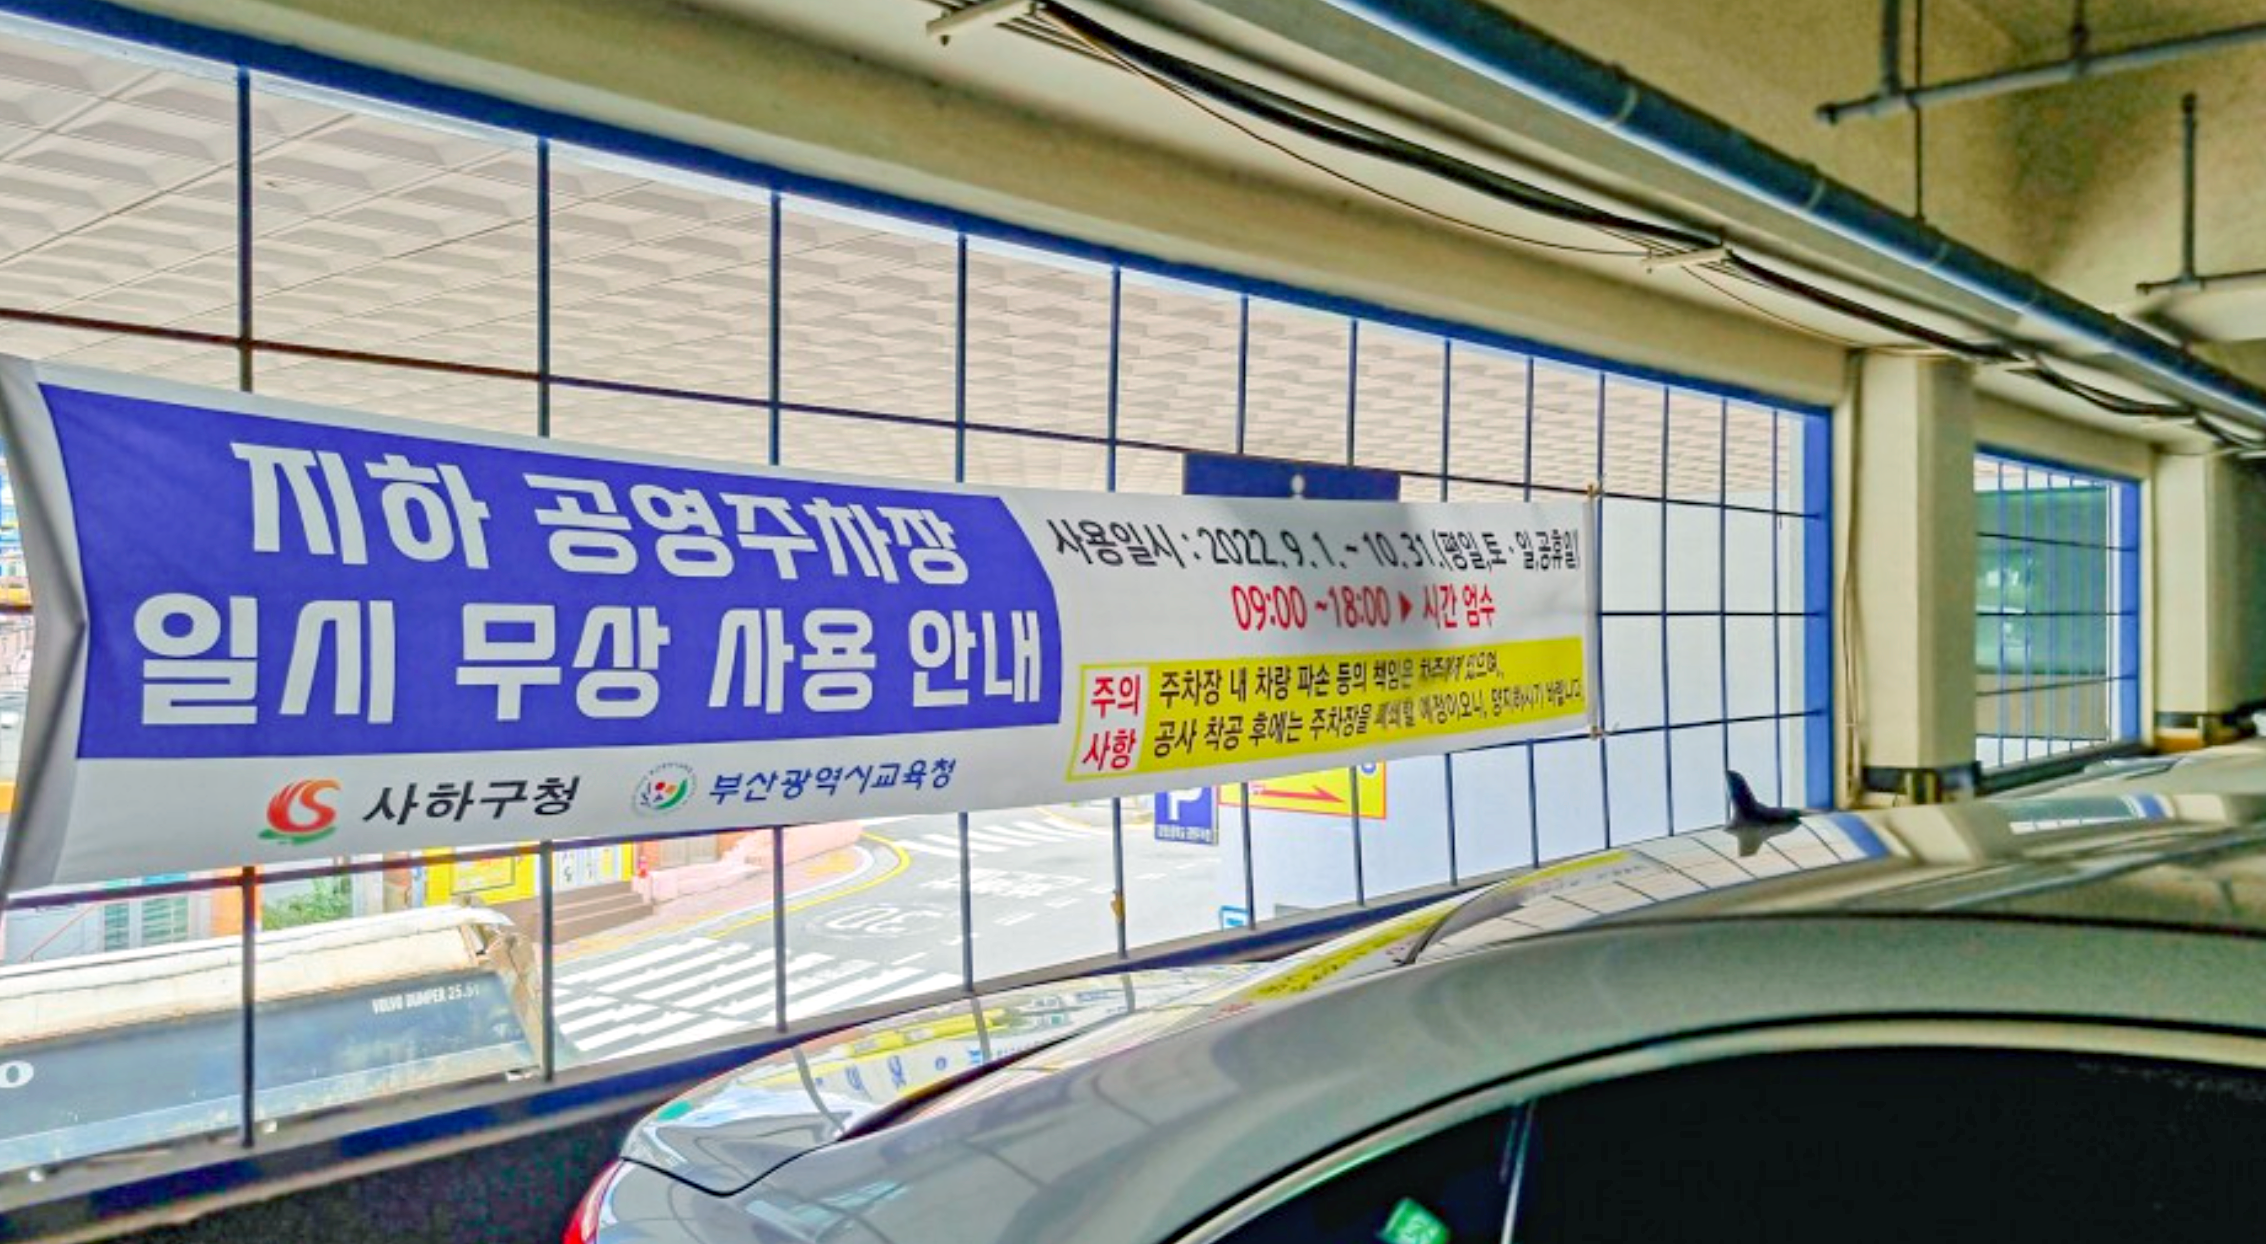 지하 공영주차장
일시 무상 사용 안내
사하구청
부산광역시교육청
사용일시 : 2022. 9. 1. ~ 10. 31.(평일,토·일,공휴일)
09:00 ~18:00 ▶ 시간 엄수
주의
사항
주차장 내 차량 파손 등의 책임은 차주에게 있으며,
공사 착공 후에는 주차장을 폐쇄할 예정이오니, 양지하시기 바랍니다.
P
VOLVO DUMPER 25.5t
30